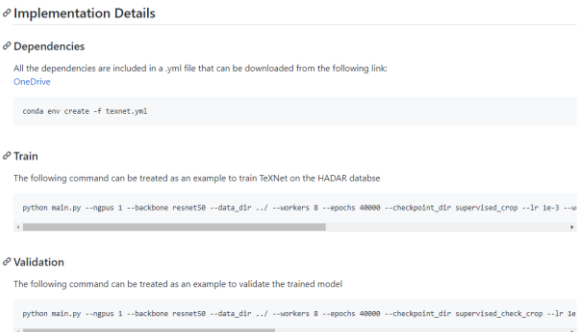 Implementation Details
Dependencies
All the dependencies are included in a .yml file that can be downloaded from the following link:
OneDrive
conda env create -f texnet.yml
Train
The following command can be treated as an example to train TeXNet on the HADAR databse
python main.py --ngpus 1 --backbone resnet50 --data_dir ../ --workers 8 --epochs 40000 --checkpoint_dir supervised_crop --lr 1e-3 --w
Validation
The following command can be treated as an example to validate the trained model
python main.py --ngpus 1 --backbone resnet50 --data_dir ../ --workers 8 --epochs 40000 --checkpoint_dir supervised_check_crop --lr 1e